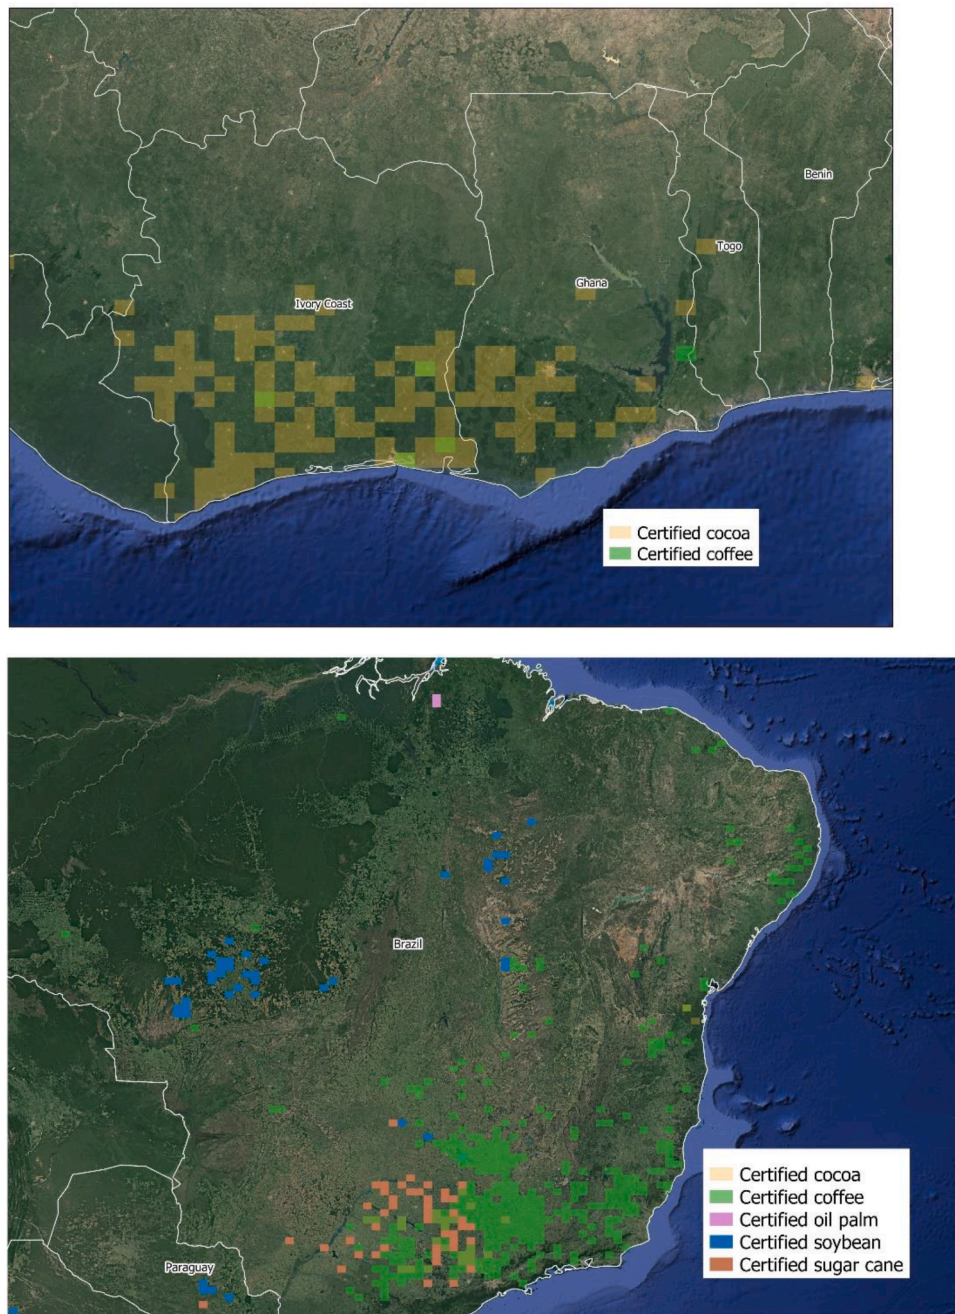 Benin
Togo
Ghana
Ivory Coast
Certified cocoa
Certified coffee
Brazil
Certified cocoa
Certified coffee
Certified oil palm
Certified soybean
Certified sugar cane
Paraguay